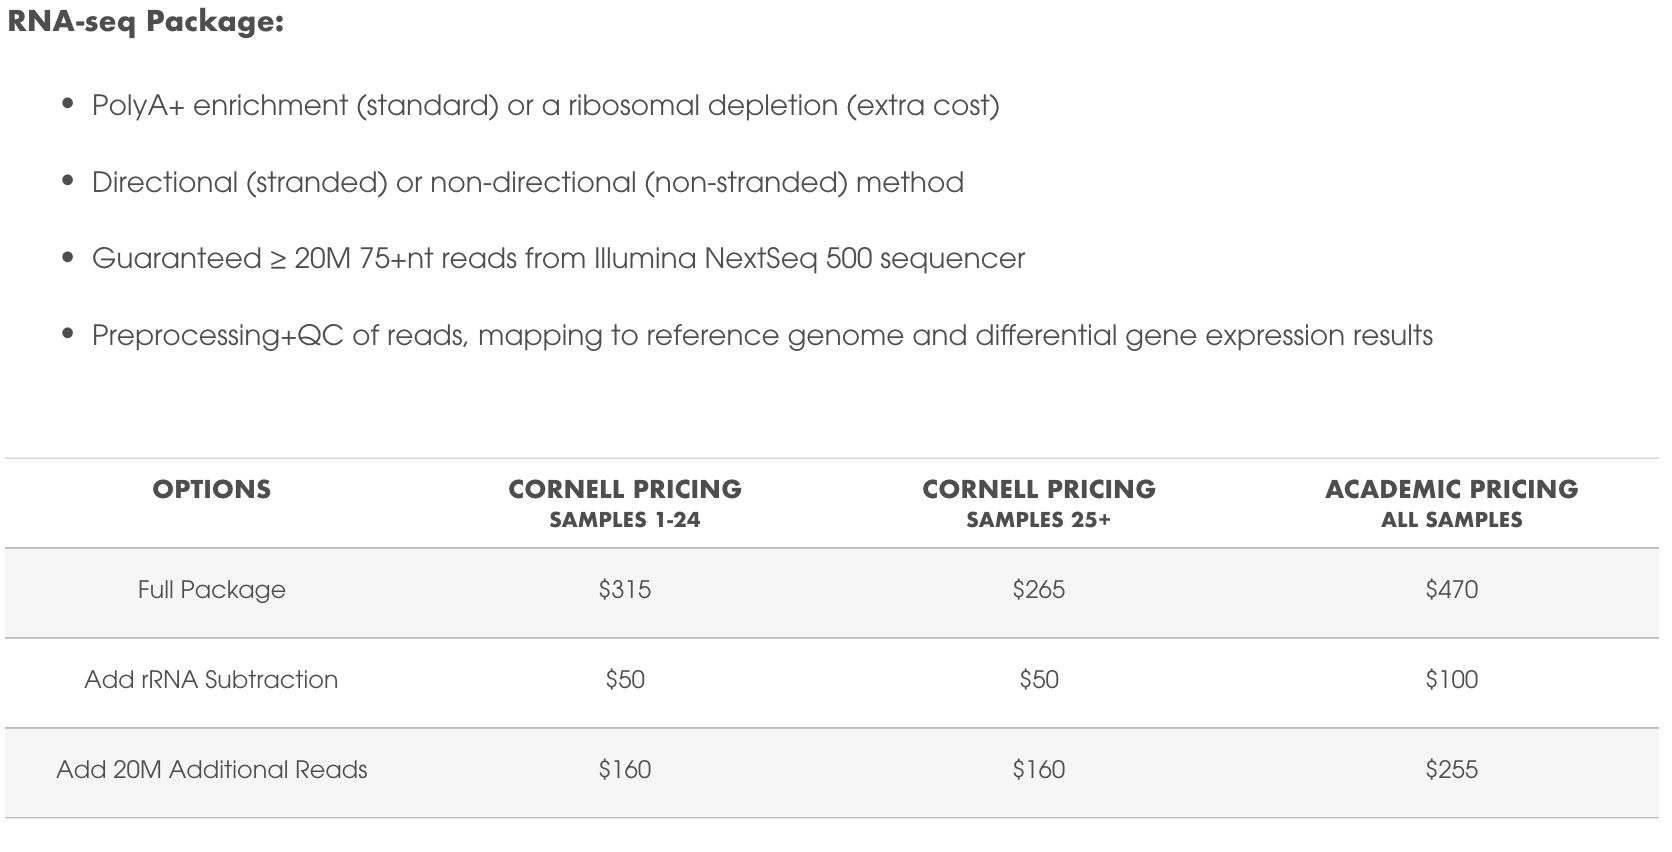 RNA-seq Package:
• PolyA+ enrichment (standard) or a ribosomal depletion (extra cost)
• Directional (stranded) or non-directional (non-stranded) method
• Guaranteed ≥ 20M 75+nt reads from Illumina NextSeq 500 sequencer
• Preprocessing+QC of reads, mapping to reference genome and differential gene expression results
OPTIONS CORNELL PRICING CORNELL PRICING ACADEMIC PRICING
SAMPLES 1-24 SAMPLES 25+ ALL SAMPLES
Full Package $315 $265 $470
Add rRNA Subtraction $50 $50 $100
Add 20M Additional Reads $160 $160 $255